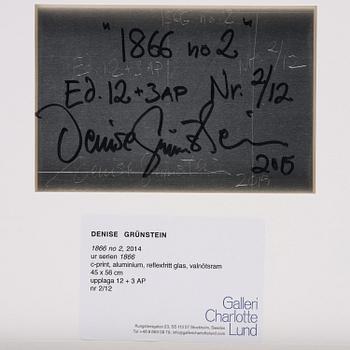 "1866 no 2"
Ed. 12 + 3 AP Nr. 2/12
Denise Grünstein
2015
DENISE GRÜNSTEIN
1866 no 2, 2014
ur serien 1866
c-print, aluminium, reflexfritt glas, valnötsram
45 x 56 cm
upplaga 12 + 3 AP
nr 2/12
Galleri
Charlotte
Lund